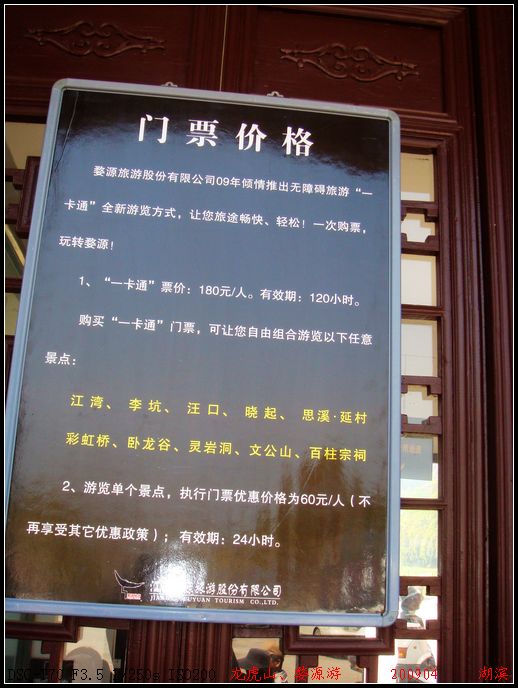 门票价格
婺源旅游股份有限公司09年倾情推出无障碍旅游“一
卡通”全新游览方式，让您旅途畅快、轻松！一次购票，
玩转婺源！
1、“一卡通”票价：180元/人。有效期：120小时。
购买“一卡通”门票，可让您自由组合游览以下任意
景点：
江湾、李坑、汪口、晓起、思溪·延村
彩虹桥、卧龙谷、灵岩洞、文公山、百柱宗祠
2、游览单个景点，执行门票优惠价格为60元/人（不
再享受其它优惠政策）；有效期：24小时。
游股份有限公司
TOURISM CO.,LTD.
F3.5 ISO200 龙虎山、婺源游 200904 湖滨